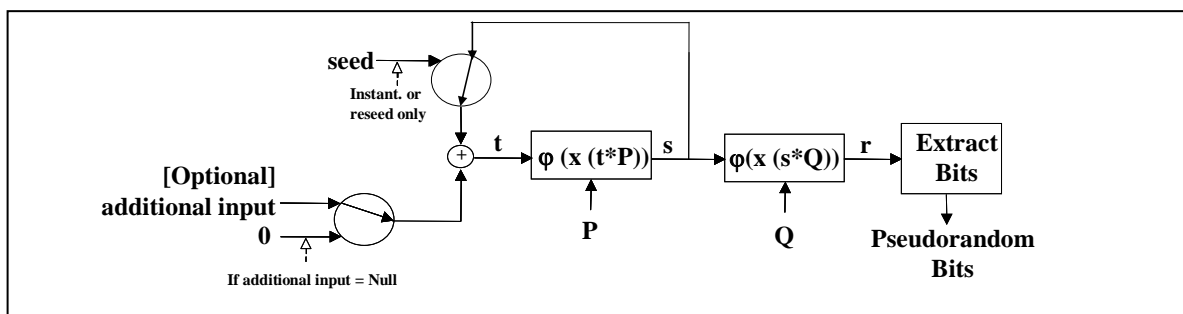 seed
Instant. or
reseed only
[Optional]
additional input
0
If additional input = Null
+
t
φ (x (t*P))
P
s
φ(x (s*Q))
Q
r
Extract
Bits
Pseudorandom
Bits